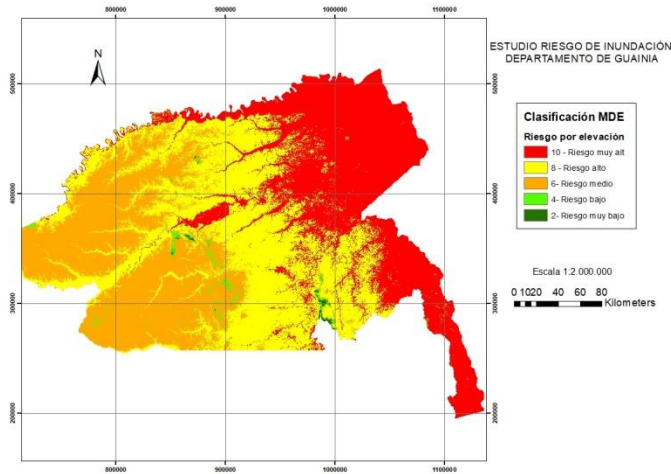 800000 900000 1000000 1100000
N
ESTUDIO RIESGO DE INUNDACIÓN
DEPARTAMENTO DE GUAINIA
500000 500000
Clasificación MDE
Riesgo por elevación
10 - Riesgo muy alt
8 - Riesgo alto
6- Riesgo medio
4- Riesgo bajo
2- Riesgo muy bajo
400000 400000
Escala 1:2.000.000
0 1020 40 60 80
Kilometers
300000 300000
200000 200000
800000 900000 1000000 1100000